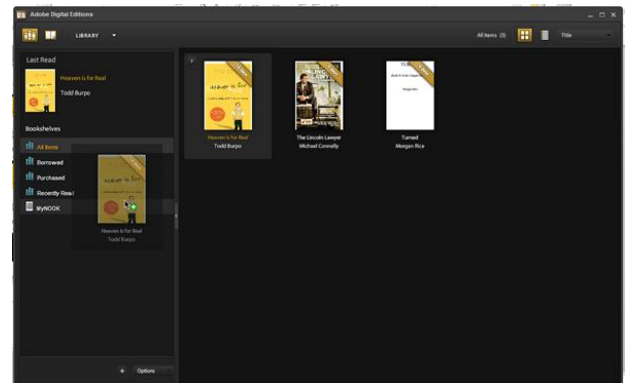 Adobe Digital Editions
LIBRARY
All Items (3)
Title
Last Read
Heaven is for Real
Todd Burpo
Bookshelves
All Items
Borrowed
Purchased
Recently Read
MyNOOK
Heaven is for Real
Todd Burpo
Options
Heaven is for Real
Todd Burpo
The Lincoln Lawyer
Michael Connelly
Turned
Morgan Rice